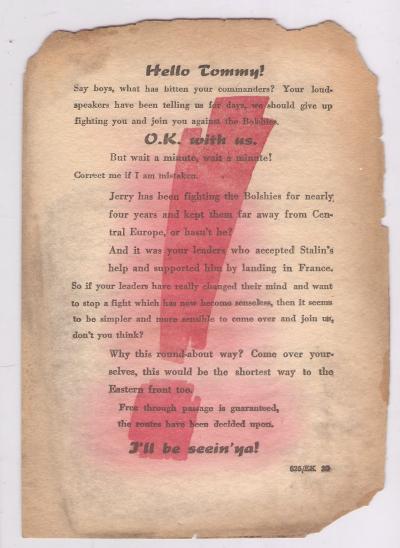 Hello Tommy!
Say boys, what has bitten your commanders? Your loud-
speakers have been telling us for days, we should give up
fighting you and join you against the Bolshies.
O.K. with us.
But wait a minute, wait a minute!
Correct me if I am mistaken.
Jerry has been fighting the Bolshies for nearly
four years and kept them far away from Cen-
tral Europe, or hasn't he?
And it was your leaders who accepted Stalin's
help and supported him by landing in France.
So if your leaders have really changed their mind and want
to stop a fight which has now become senseless, then it seems
to be simpler and more sensible to come over and join us,
don't you think?
Why this round-about way? Come over your-
selves, this would be the shortest way to the
Eastern front too.
Free through passage is guaranteed,
the routes have been decided upon.
I'll be seein' ya!